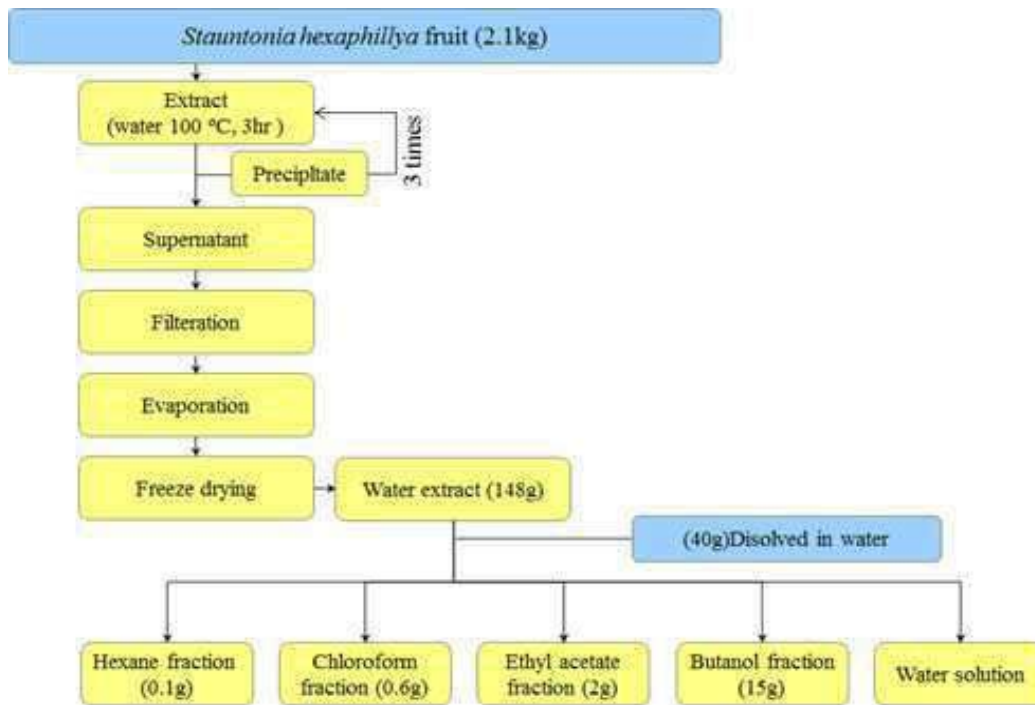 Stauntonia hexaphillya fruit (2.1kg)
Extract
(water 100 °C, 3hr )
3 times
Precipltate
Supernatant
Filteration
Evaporation
Freeze drying
Water extract (148g)
(40g)Disolved in water
Hexane fraction
(0.1g)
Chloroform
fraction (0.6g)
Ethyl acetate
fraction (2g)
Butanol fraction
(15g)
Water solution